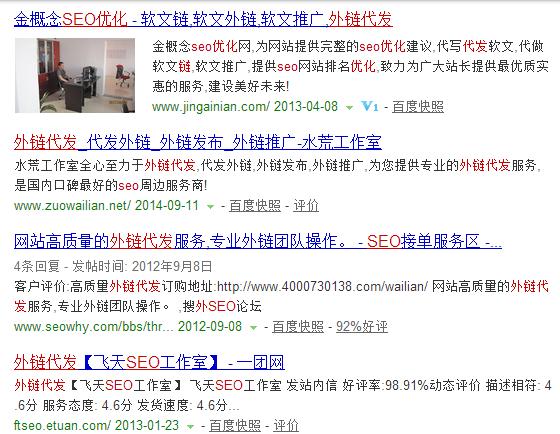 金概念SEO优化 - 软文链,软文外链,软文推广,外链代发
金概念seo优化网,为网站提供完整的seo优化建议,代写代发软文,代做
软文链,软文推广,提供seo网站排名优化,致力为广大站长提供最优质实
惠的服务,建设美好未来!
www.jingainian.com/ 2013-04-08 - V1 - 百度快照
外链代发_代发外链_外链发布_外链推广-水荒工作室
水荒工作室全心至力于外链代发,代发外链,外链发布,外链推广,为您提供专业的外链代发服务,
是国内口碑最好的seo周边服务商!
www.zuowailian.net/ 2014-09-11 - 百度快照 - 评价
网站高质量的外链代发服务,专业外链团队操作。 - SEO接单服务区 -...
4条回复 - 发帖时间: 2012年9月8日
客户评价:高质量外链代发订购地址:http://www.4000730138.com/wailian/ 网站高质量的外链代
发服务,专业外链团队操作。 ,搜外SEO论坛
www.seowhy.com/bbs/thr... 2012-09-08 - 百度快照 - 92%好评
外链代发【飞天SEO工作室】 - 一团网
外链代发【飞天SEO工作室】 飞天SEO工作室 发站内信 好评率:98.91%动态评价 描述相符: 4
.6分 服务态度: 4.6分 发货速度: 4.6分...
ftseo.etuan.com/ 2013-01-23 - 百度快照 - 评价